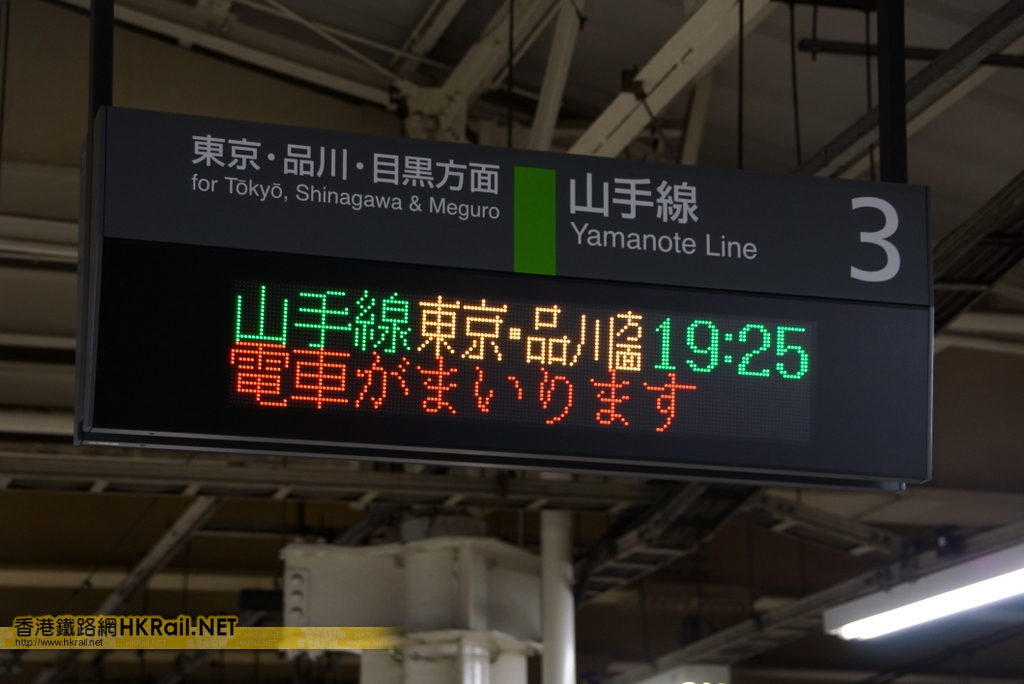 東京・品川・目黒方面
for Tōkyō, Shinagawa & Meguro
山手線
Yamanote Line
3
山手線 東京・品川方面 19:25
電車がまいります
香港鐵路網HKRail.NET
http://www.hkrail.net